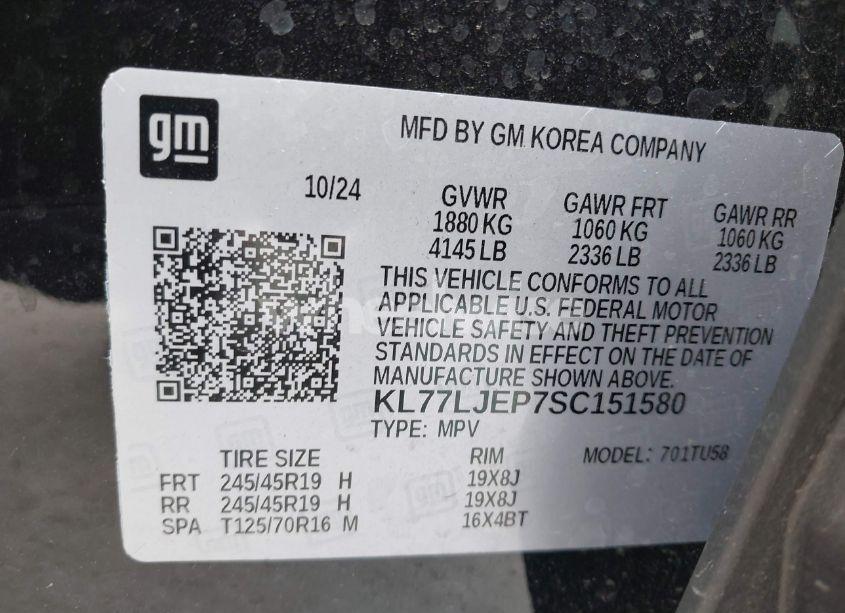 gm
MFD BY GM KOREA COMPANY
10/24
GVWR GAWR FRT GAWR RR
1880 KG 1060 KG 1060 KG
4145 LB 2336 LB 2336 LB
THIS VEHICLE CONFORMS TO ALL
APPLICABLE U.S. FEDERAL MOTOR
VEHICLE SAFETY AND THEFT PREVENTION
STANDARDS IN EFFECT ON THE DATE OF
MANUFACTURE SHOWN ABOVE.
KL77LJEP7SC151580
TYPE: MPV
TIRE SIZE RIM MODEL: 701TU58
FRT 245/45R19 H 19X8J
RR 245/45R19 H 19X8J
SPA T125/70R16 M 16X4BT